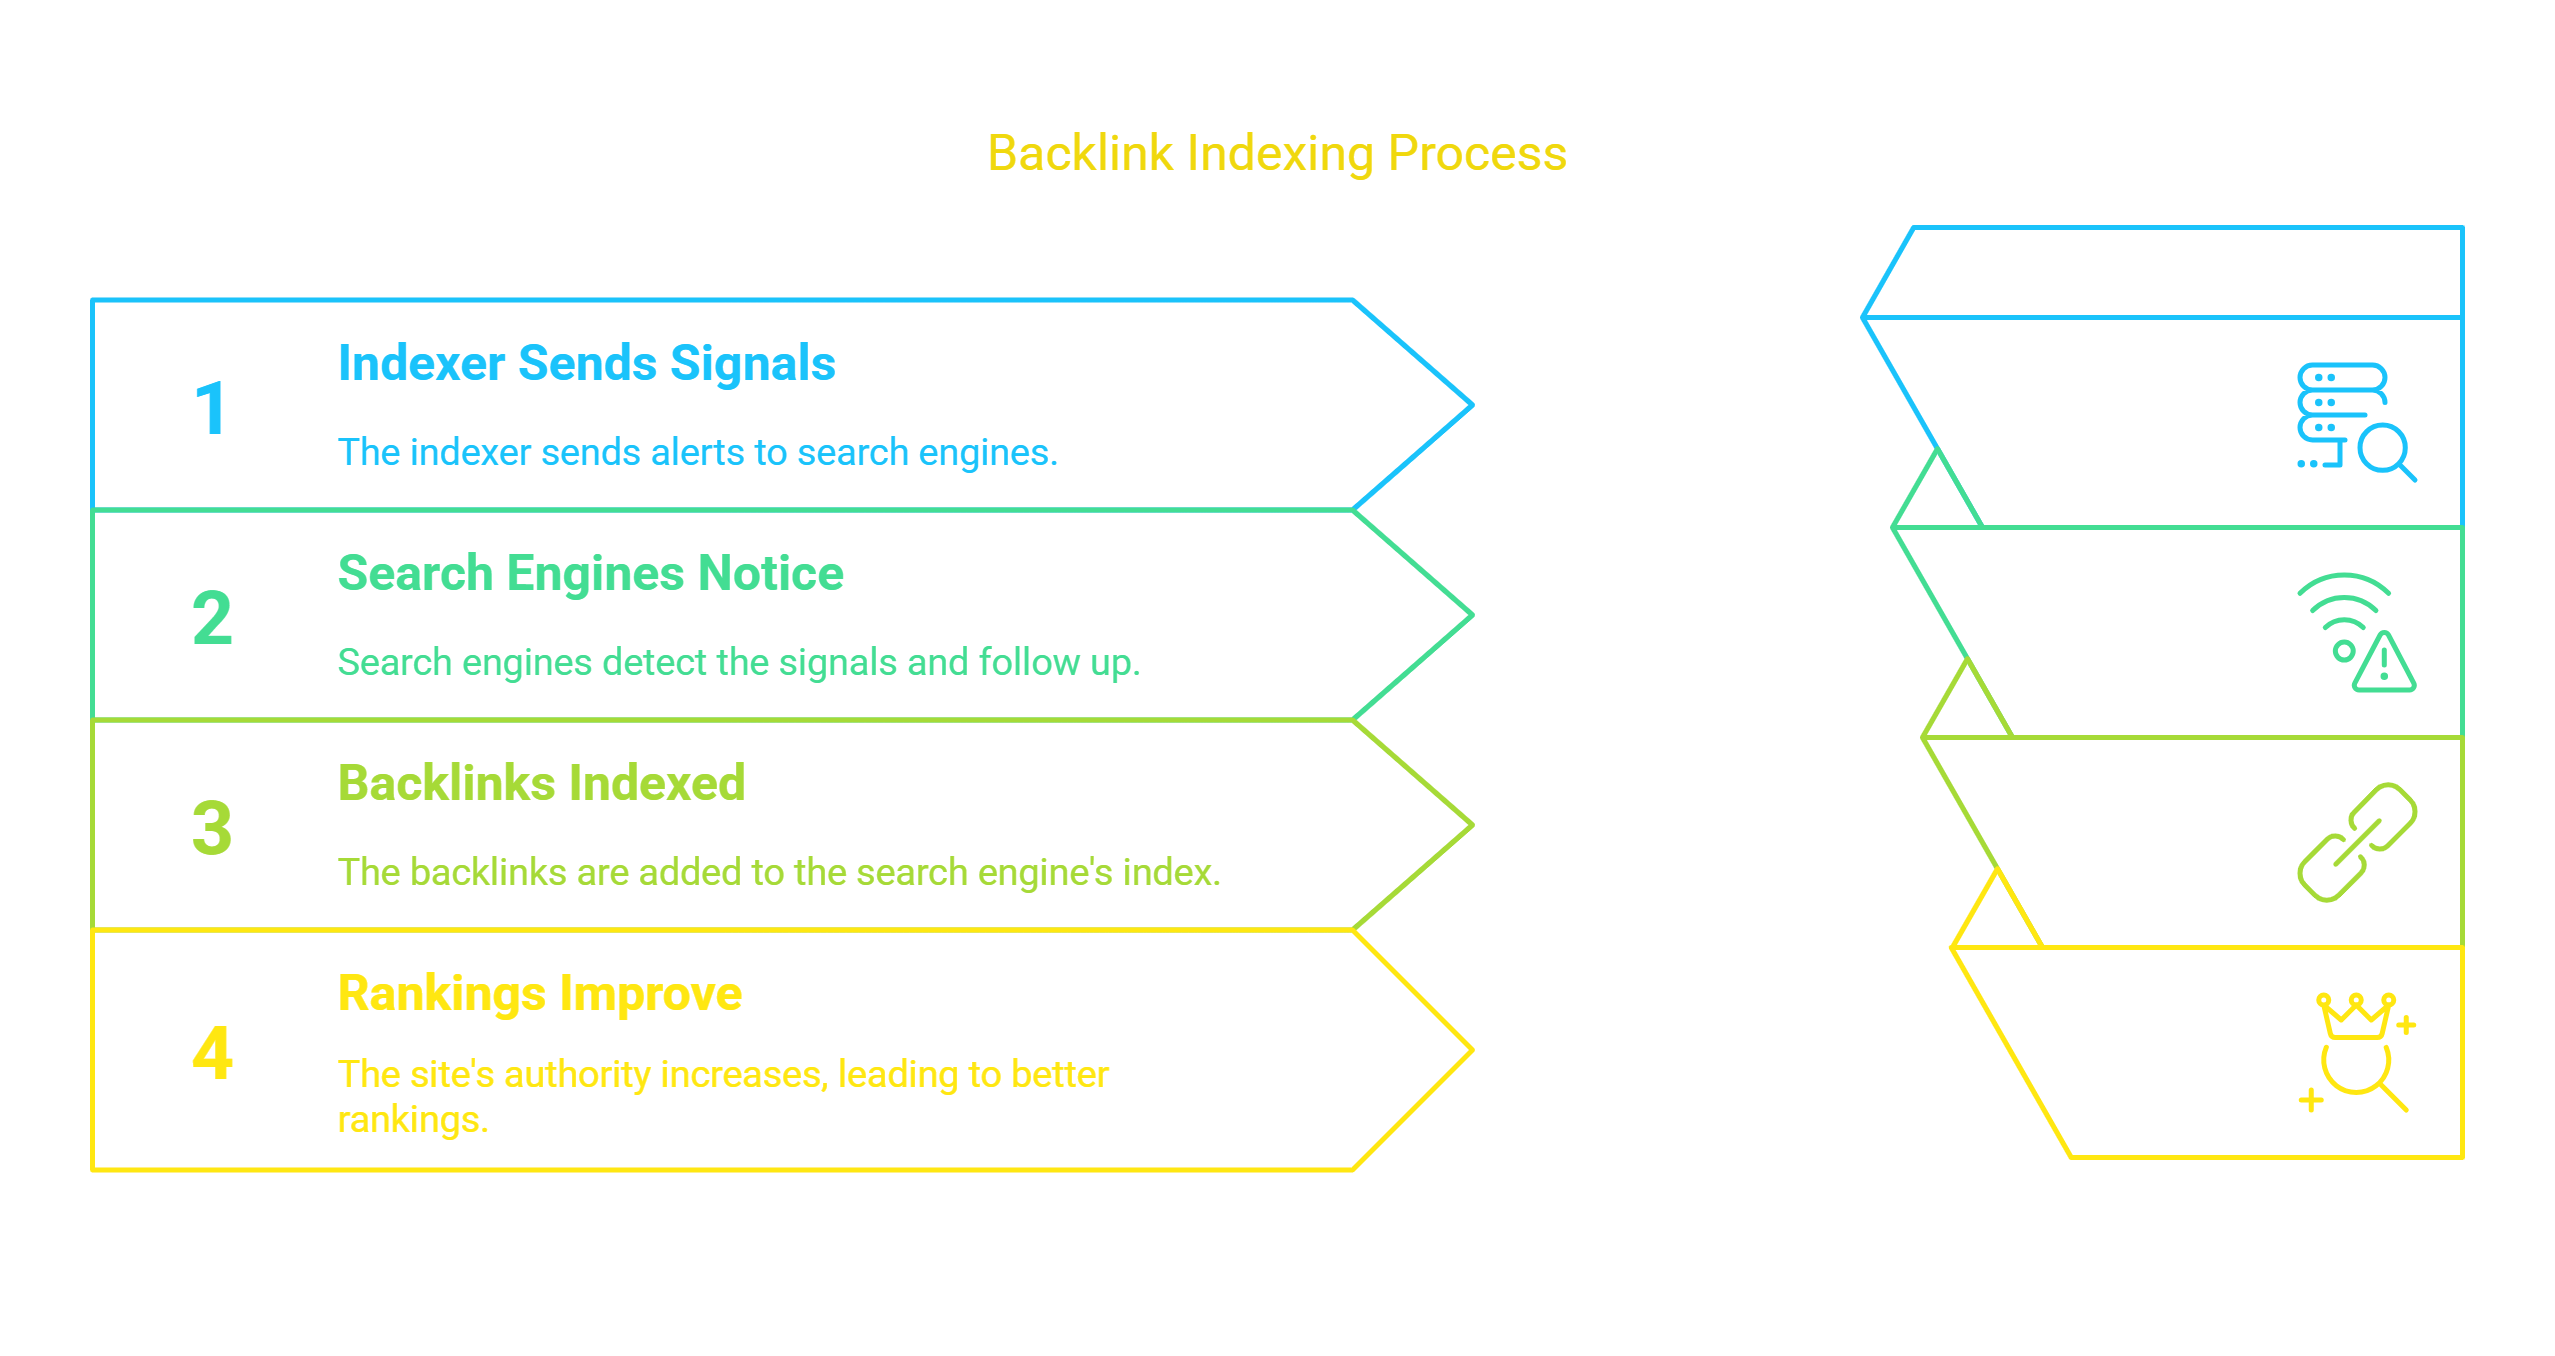 Backlink Indexing Process
1
Indexer Sends Signals
The indexer sends alerts to search engines.
2
Search Engines Notice
Search engines detect the signals and follow up.
3
Backlinks Indexed
The backlinks are added to the search engine's index.
4
Rankings Improve
The site's authority increases, leading to better
rankings.